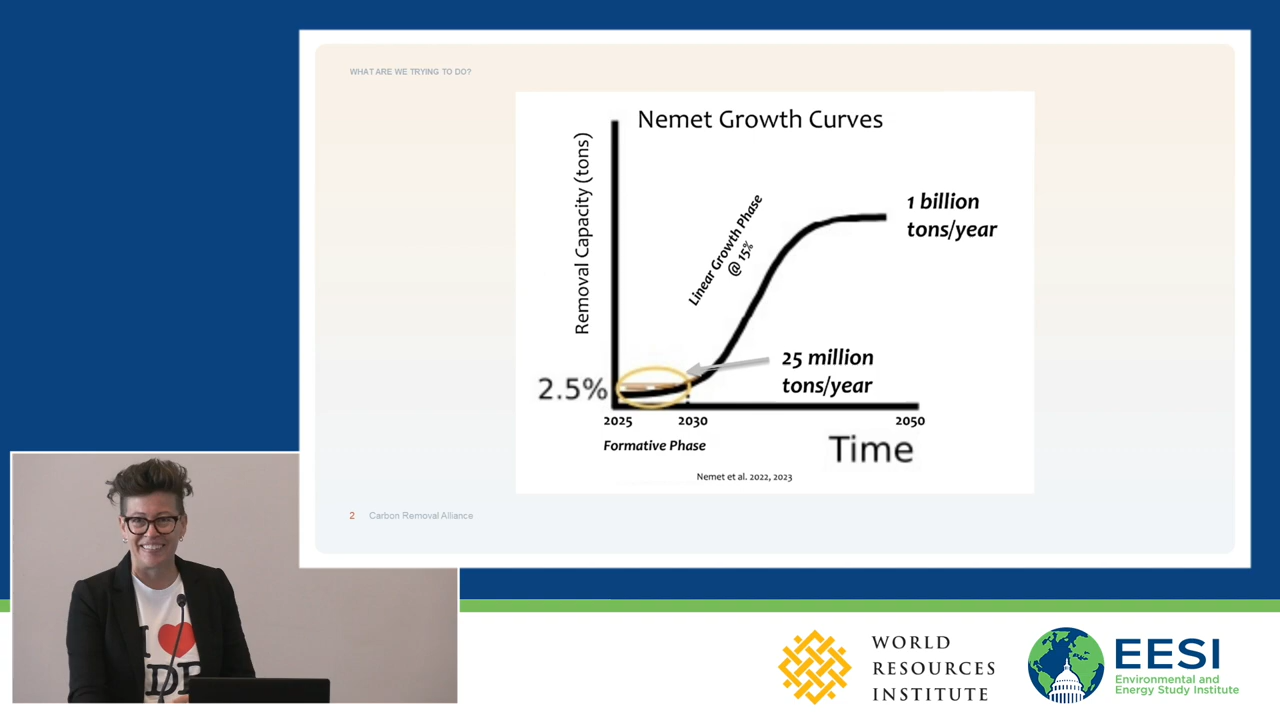 WHAT ARE WE TRYING TO DO?
Nemet Growth Curves
Removal Capacity (tons)
Linear Growth Phase
@ 15%
1 billion
tons/year
25 million
tons/year
2.5%
2025
2030
2050
Formative Phase
Time
Nemet et al. 2022, 2023
2 Carbon Removal Alliance
I
WORLD
RESOURCES
INSTITUTE
EESI
Environmental and
Energy Study Institute